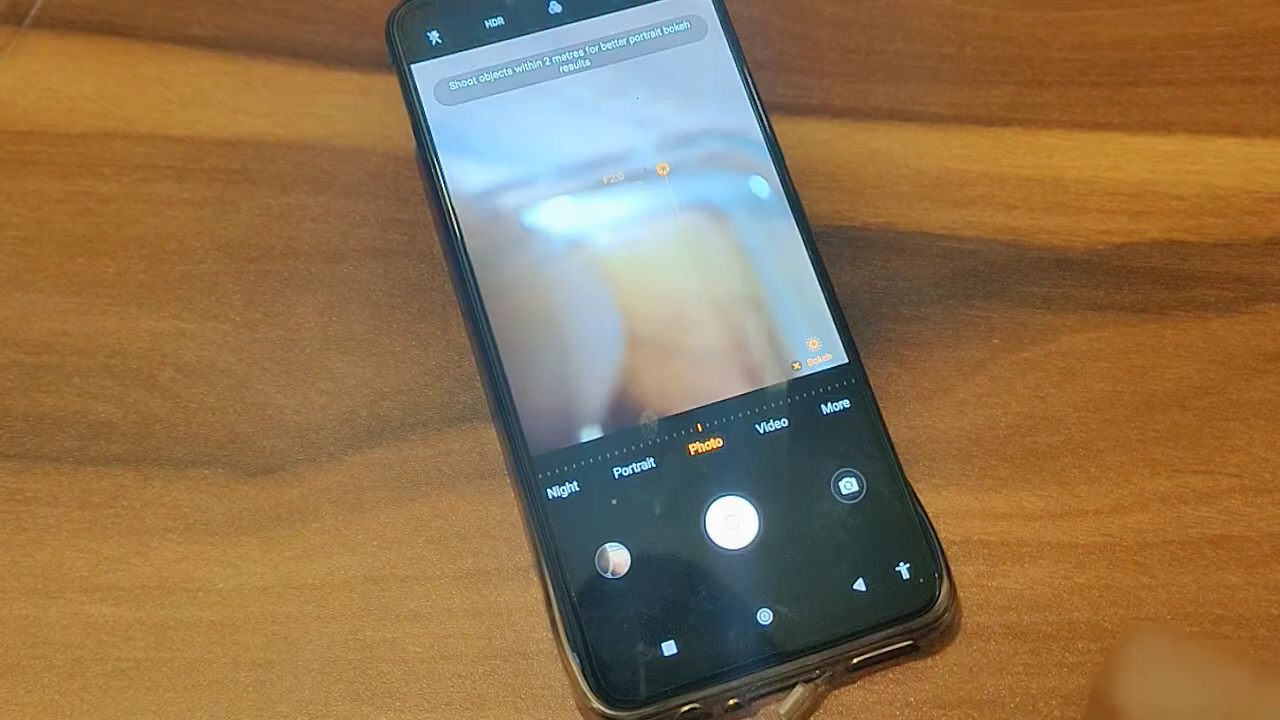 HDR
Shoot objects within 2 metres for better portrait bokeh
results
F2.0
Bokeh
Night Portrait Photo Video More